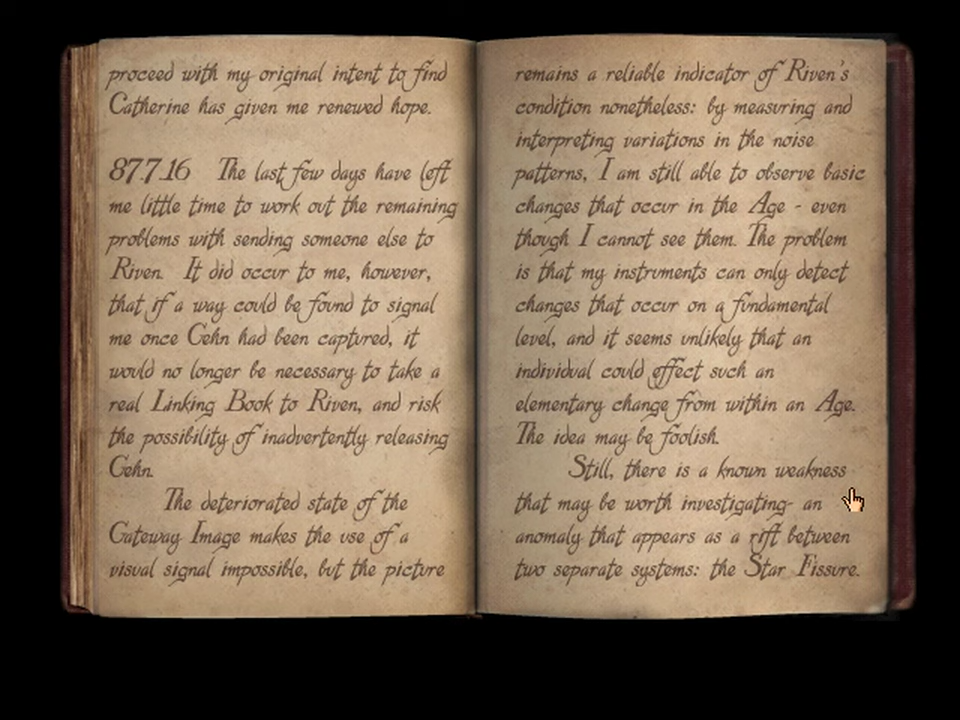 proceed with my original intent to find
Catherine has given me renewed hope.
87.7.16 The last few days have left
me little time to work out the remaining
problems with sending someone else to
Riven. It did occur to me, however,
that if a way could be found to signal
me once Gehn had been captured, it
would no longer be necessary to take a
real Linking Book to Riven, and risk
the possibility of inadvertently releasing
Gehn.
The deteriorated state of the
Gateway Image makes the use of a
visual signal impossible, but the picture
remains a reliable indicator of Riven's
condition nonetheless: by measuring and
interpreting variations in the noise
patterns, I am still able to observe basic
changes that occur in the Age - even
though I cannot see them. The problem
is that my instruments can only detect
changes that occur on a fundamental
level, and it seems unlikely that an
individual could effect such an
elementary change from within an Age.
The idea may be foolish.
Still, there is a known weakness
that may be worth investigating- an
anomaly that appears as a rift between
two separate systems: the Star Fissure.